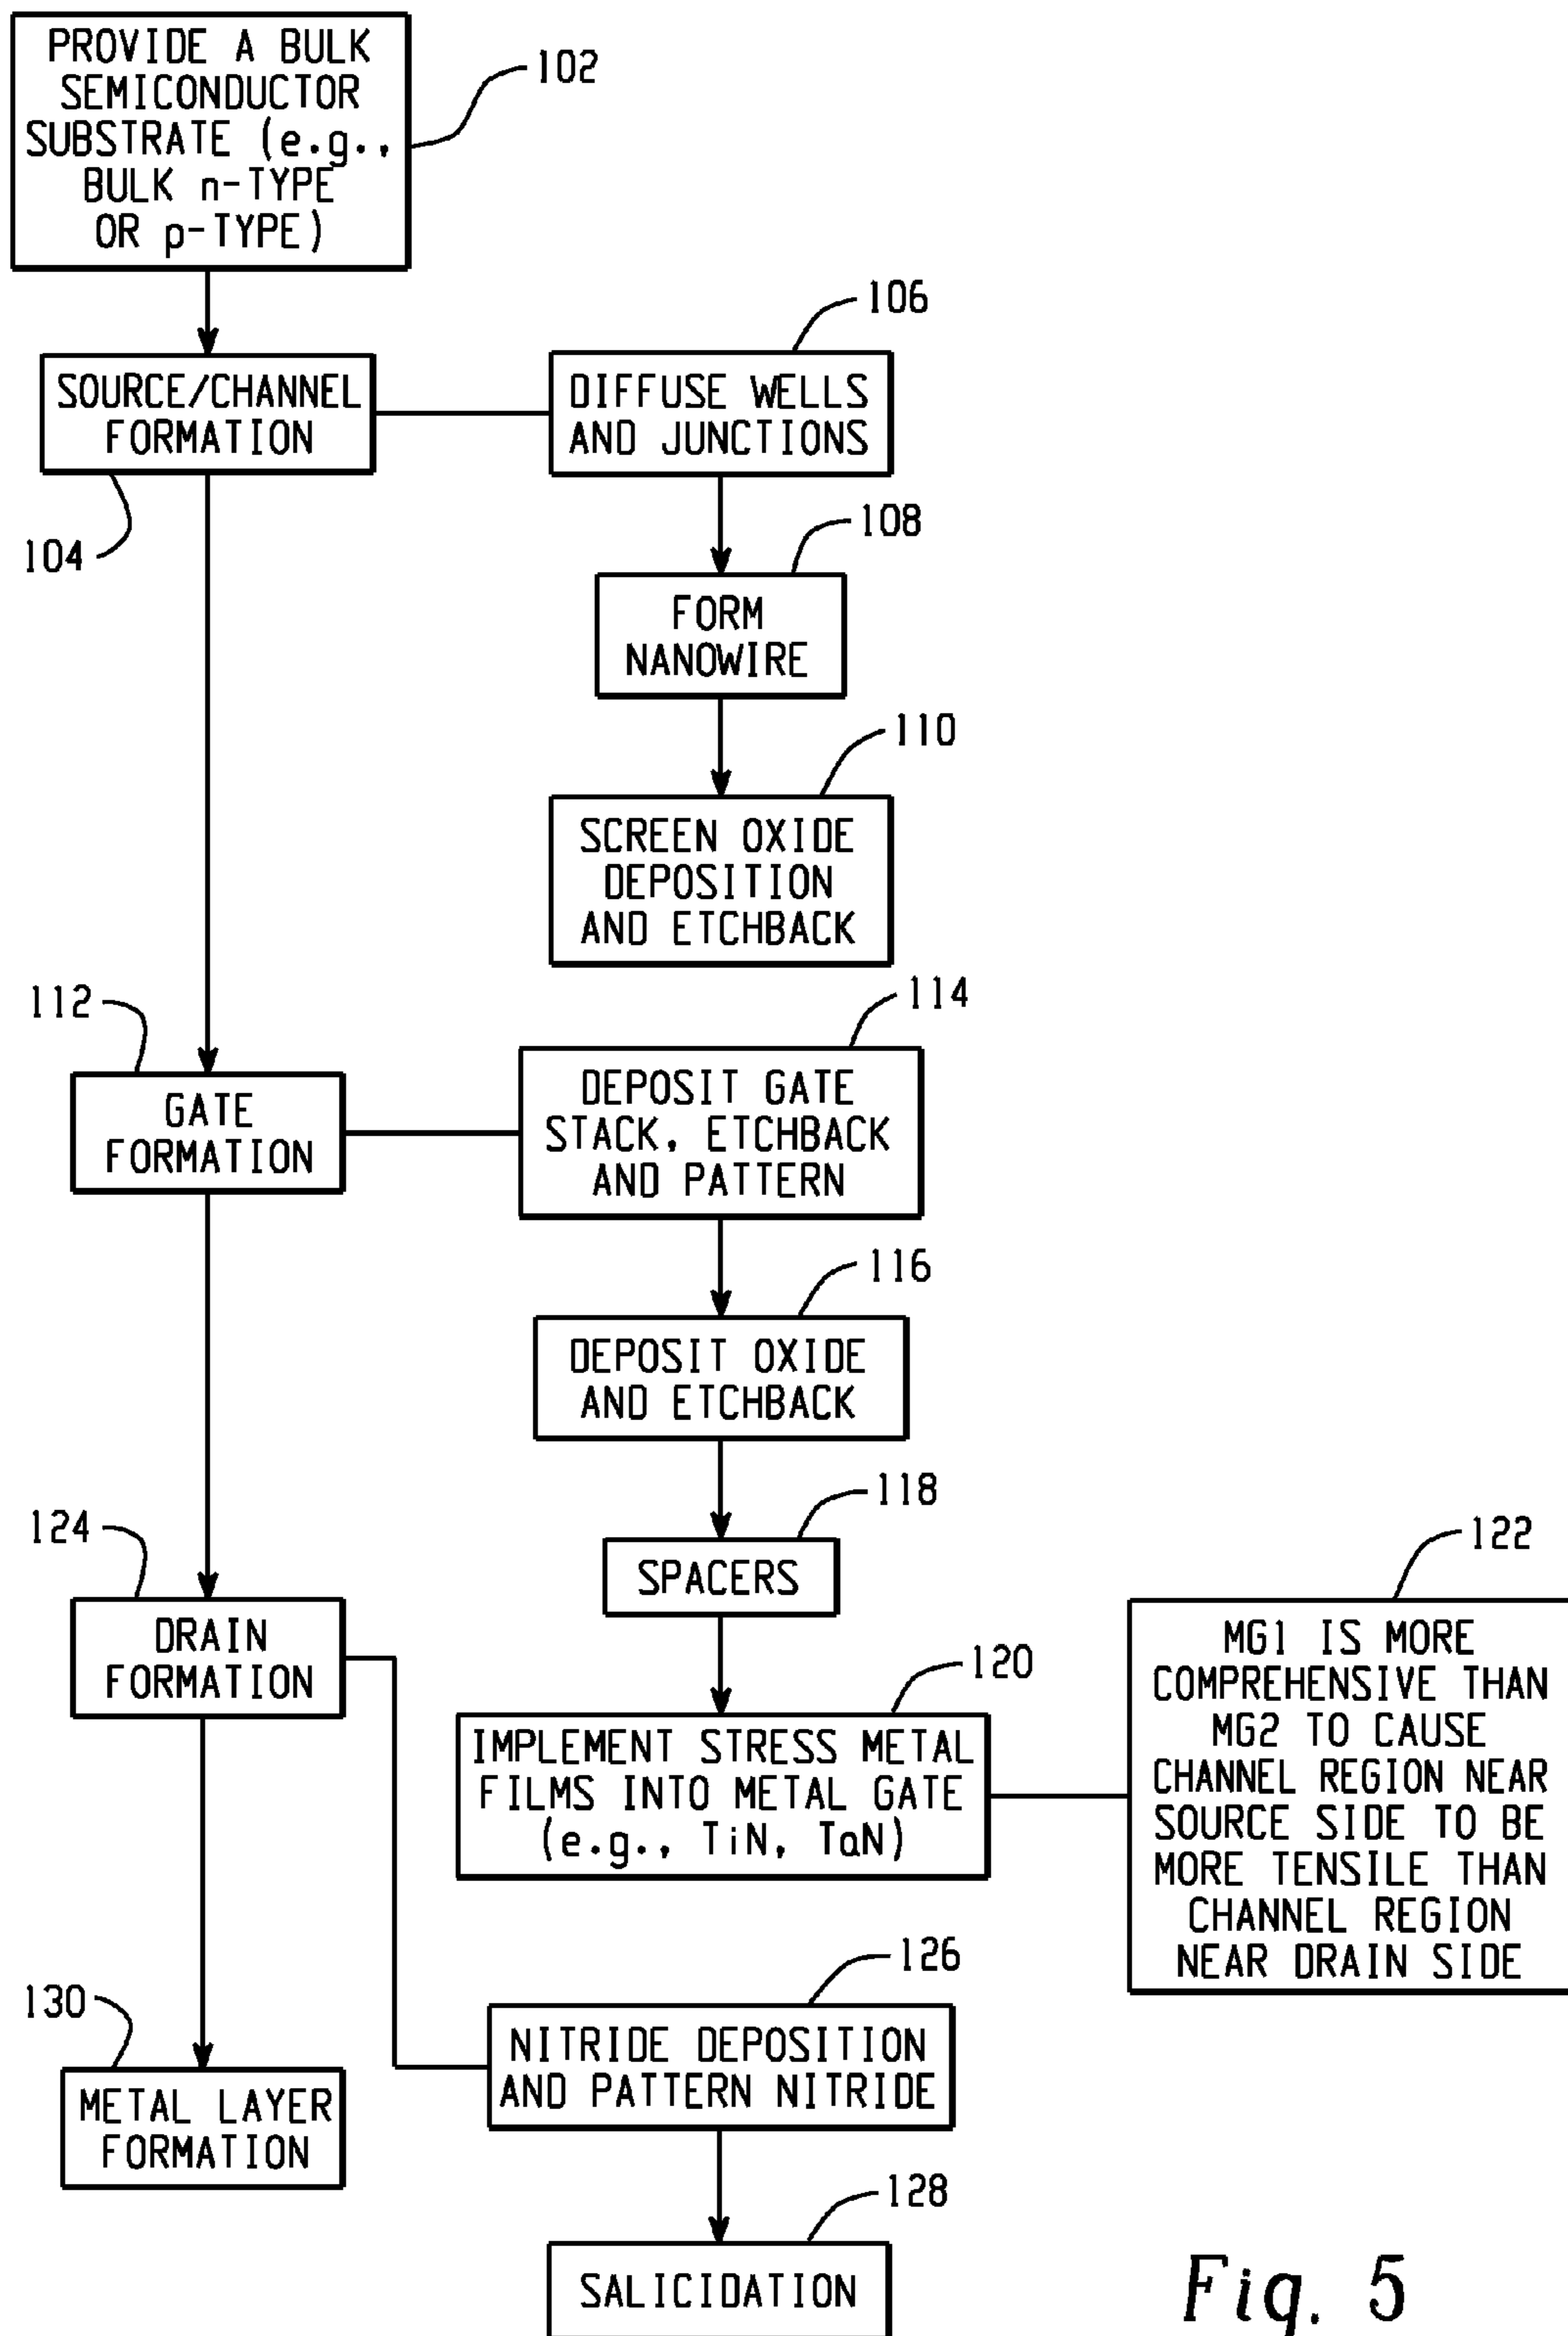 PROVIDE A BULK
SEMICONDUCTOR
SUBSTRATE (e.g.,
BULK n-TYPE
OR p-TYPE)
102
SOURCE/CHANNEL
FORMATION
104
DIFFUSE WELLS
AND JUNCTIONS
106
FORM
NANOWIRE
108
SCREEN OXIDE
DEPOSITION
AND ETCHBACK
110
GATE
FORMATION
112
DEPOSIT GATE
STACK, ETCHBACK
AND PATTERN
114
DEPOSIT OXIDE
AND ETCHBACK
116
SPACERS
118
IMPLEMENT STRESS METAL
FILMS INTO METAL GATE
(e.g., TiN, TaN)
120
MG1 IS MORE
COMPREHENSIVE THAN
MG2 TO CAUSE
CHANNEL REGION NEAR
SOURCE SIDE TO BE
MORE TENSILE THAN
CHANNEL REGION
NEAR DRAIN SIDE
122
DRAIN
FORMATION
124
NITRIDE DEPOSITION
AND PATTERN NITRIDE
126
SALICIDATION
128
METAL LAYER
FORMATION
130
Fig. 5